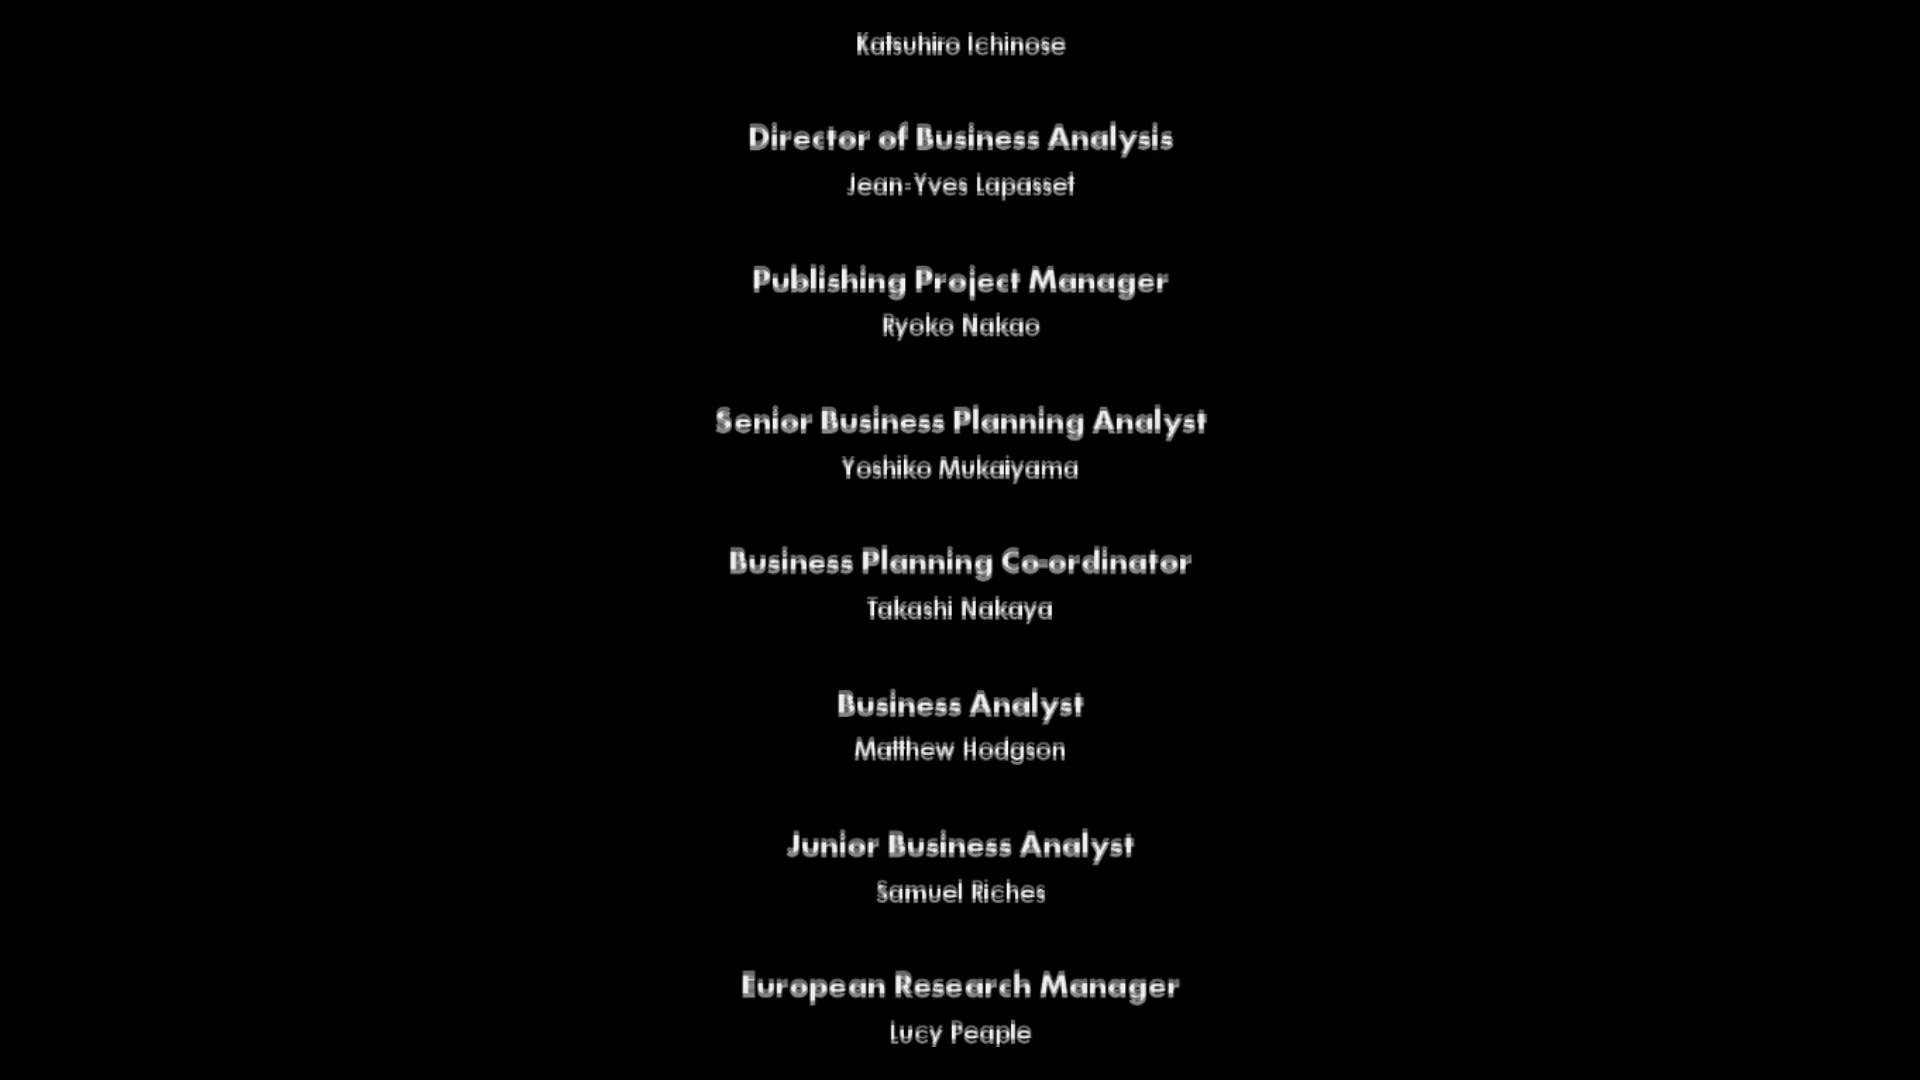 Katsuhiro Ichinose
Director of Business Analysis
Jean-Yves Lapasset
Publishing Project Manager
Ryoko Nakao
Senior Business Planning Analyst
Yoshiko Mukaiyama
Business Planning Co-ordinator
Takashi Nakaya
Business Analyst
Matthew Hodgson
Junior Business Analyst
Samuel Riches
European Research Manager
Lucy Peaple